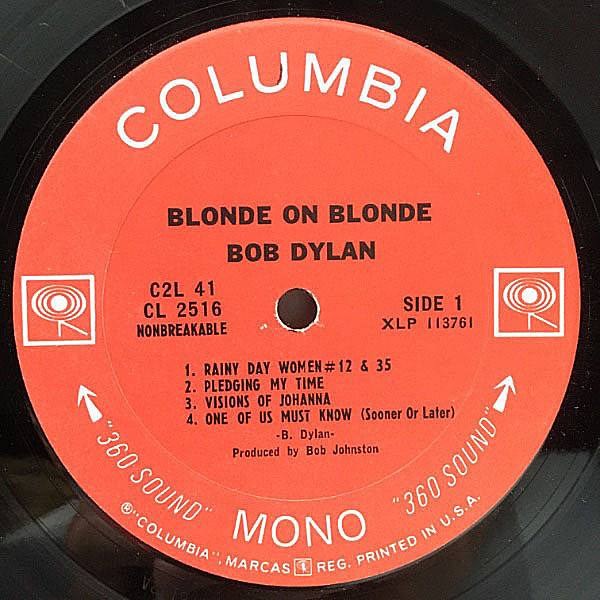 COLUMBIA
BLONDE ON BLONDE
BOB DYLAN
C2L 41
CL 2516
NONBREAKABLE
SIDE 1
XLP 113761
1. RAINY DAY WOMEN #12 & 35
2. PLEDGING MY TIME
3. VISIONS OF JOHANNA
4. ONE OF US MUST KNOW (Sooner Or Later)
-B. Dylan-
Produced by Bob Johnston
"360 SOUND"
MONO
"360 SOUND"
®"COLUMBIA", MARCAS REG. PRINTED IN U.S.A.